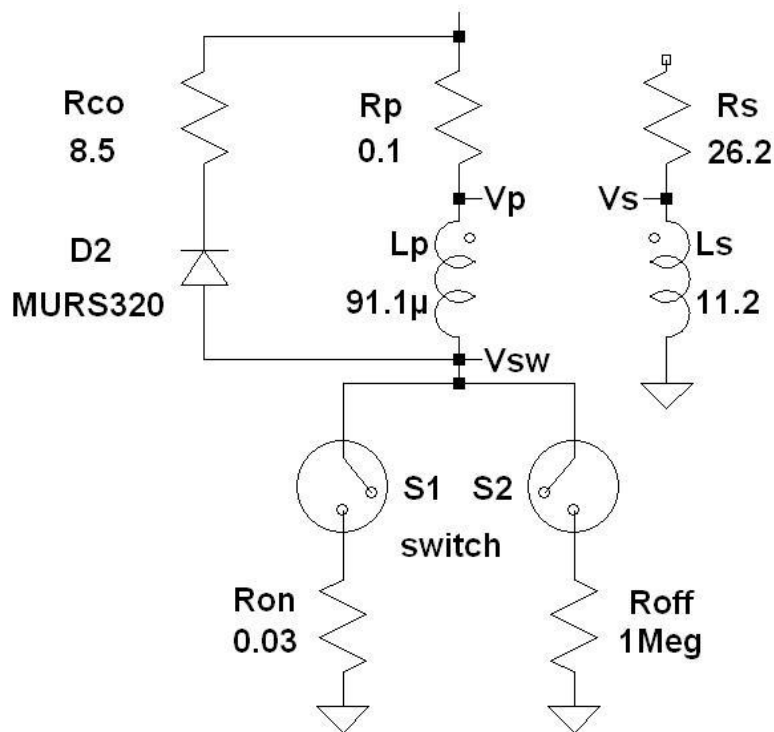 Rco
8.5
Rp
0.1
Rs
26.2
Vp
Vs
D2
MURS320
Lp
91.1µ
Ls
11.2
Vsw
S1
S2
switch
Ron
0.03
Roff
1Meg